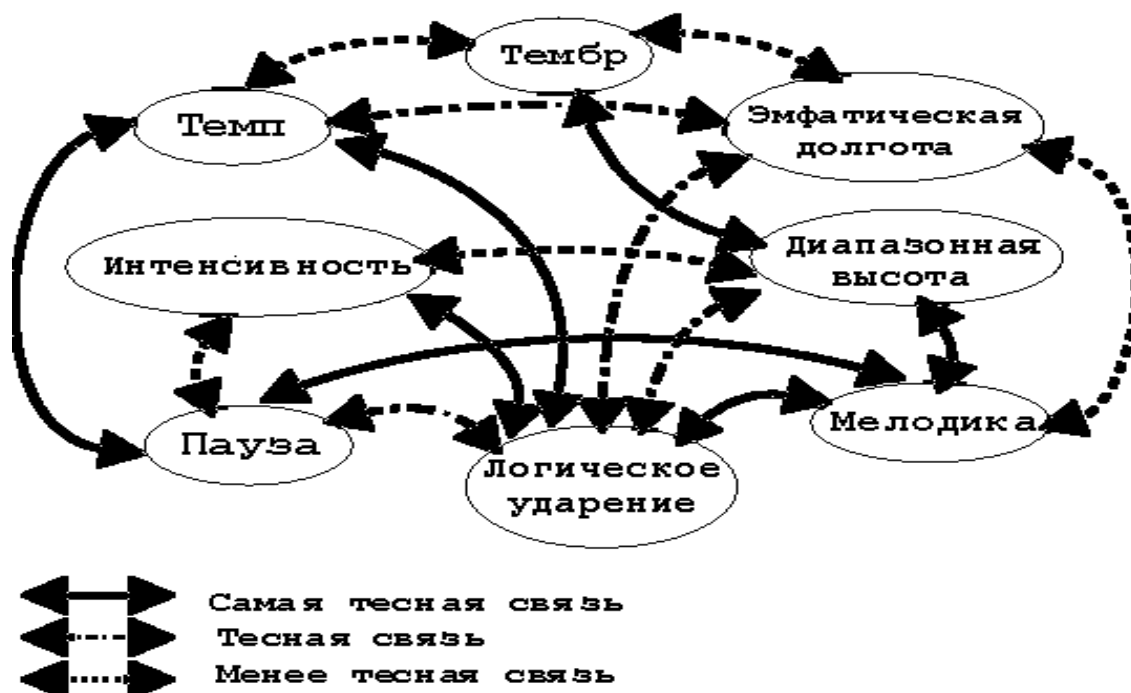 Тембр
Темп
Эмфатическая
долгота
Интенсивность
Диапазонная
высота
Пауза
Логическое
ударение
Мелодика
Самая тесная связь
Тесная связь
Менее тесная связь